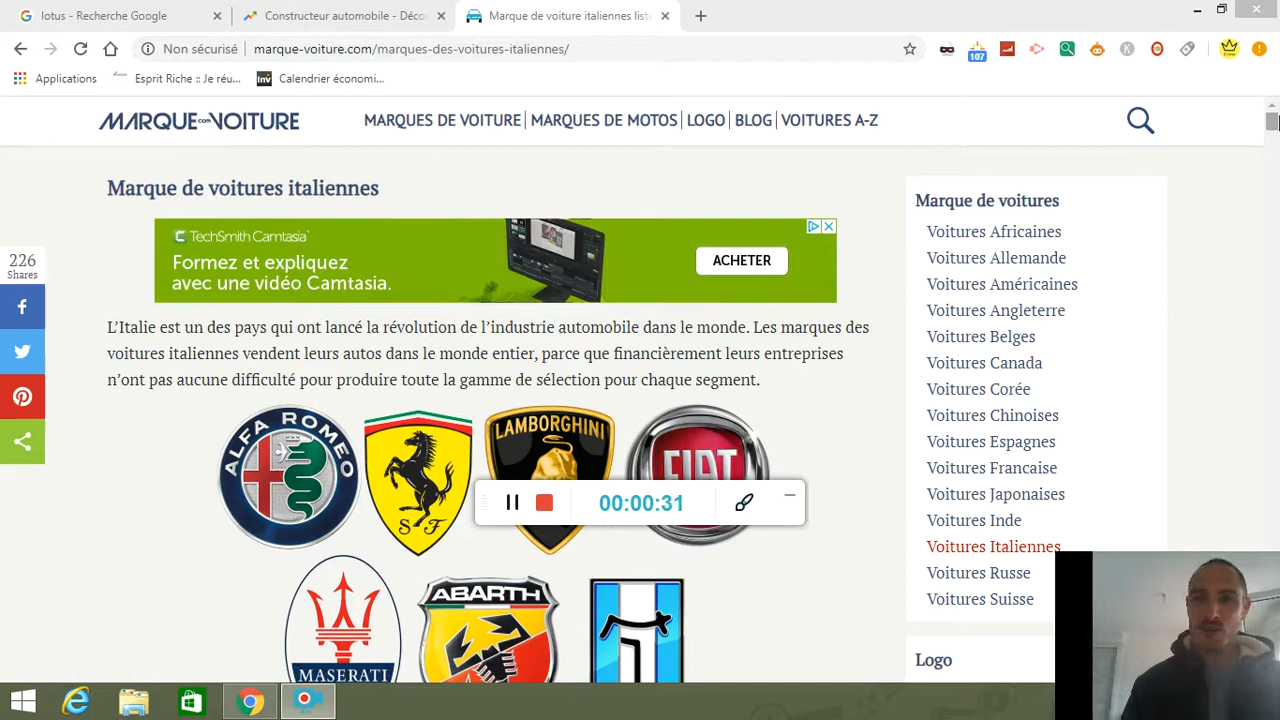 lotus - Recherche Google
Constructeur automobile - Déco
Marque de voiture italiennes liste
Non sécurisé
marque-voiture.com/marques-des-voitures-italiennes/
107
Applications
Esprit Riche :: Je réu...
Inv
Calendrier économi...
MARQUE.COM VOITURE
MARQUES DE VOITURE
MARQUES DE MOTOS
LOGO
BLOG
VOITURES A-Z
Marque de voitures italiennes
TechSmith Camtasia
Formez et expliquez
avec une vidéo Camtasia.
ACHETER
226
Shares
L’Italie est un des pays qui ont lancé la révolution de l’industrie automobile dans le monde. Les marques des
voitures italiennes vendent leurs autos dans le monde entier, parce que financièrement leurs entreprises
n’ont pas aucune difficulté pour produire toute la gamme de sélection pour chaque segment.
ALFA ROMEO
S F
LAMBORGHINI
FIAT
00:00:31
MASERATI
ABARTH
Marque de voitures
Voitures Africaines
Voitures Allemande
Voitures Américaines
Voitures Angleterre
Voitures Belges
Voitures Canada
Voitures Corée
Voitures Chinoises
Voitures Espagnes
Voitures Francaise
Voitures Japonaises
Voitures Inde
Voitures Italiennes
Voitures Russe
Voitures Suisse
Logo